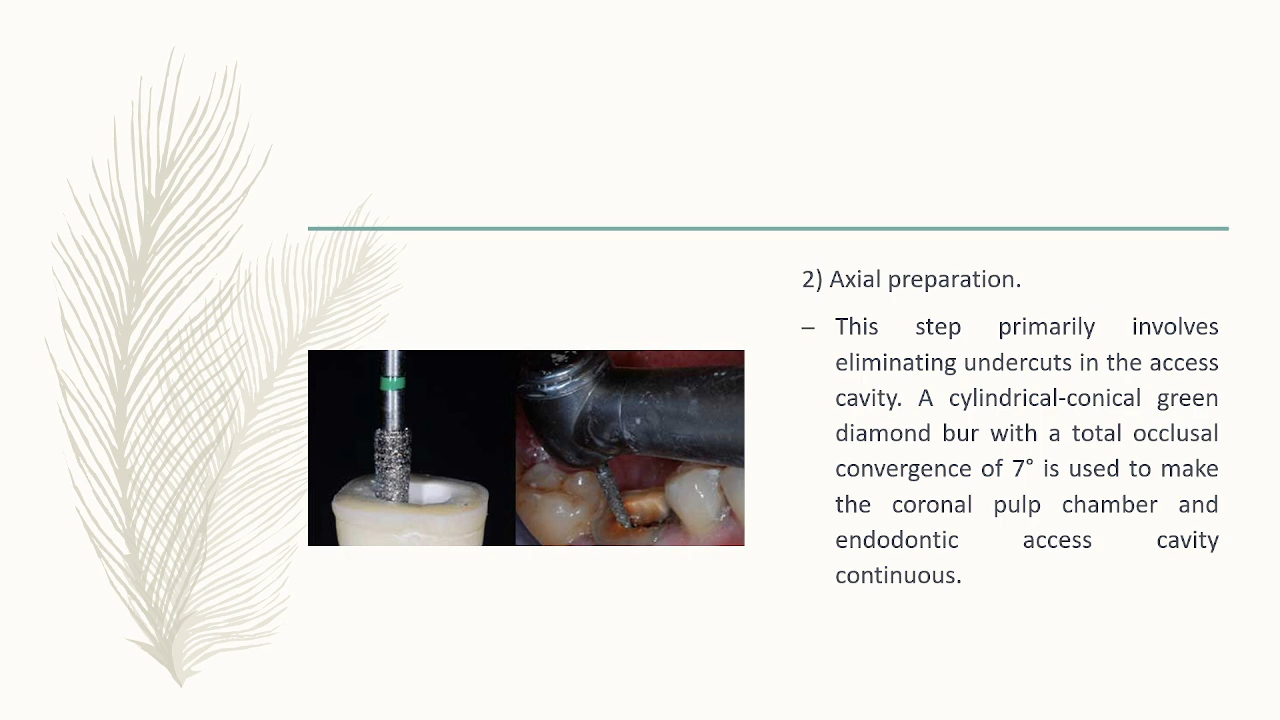 2) Axial preparation.
– This step primarily involves
eliminating undercuts in the access
cavity. A cylindrical-conical green
diamond bur with a total occlusal
convergence of 7° is used to make
the coronal pulp chamber and
endodontic access cavity
continuous.